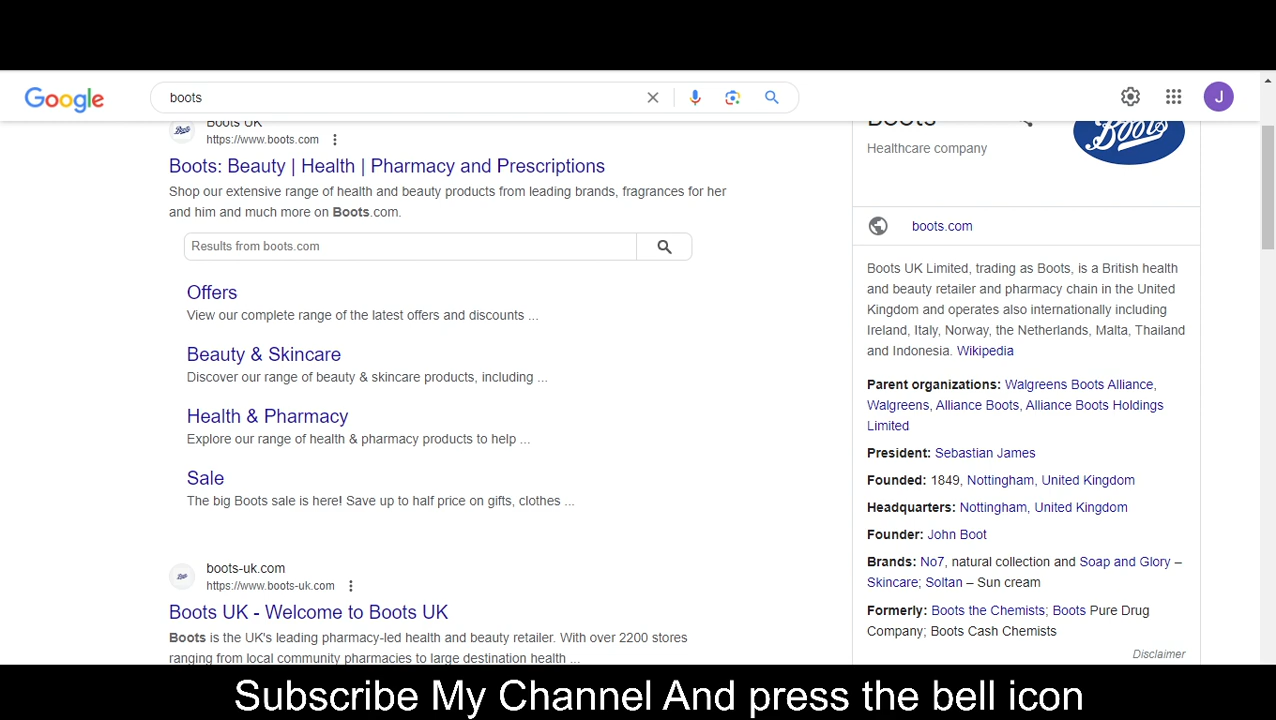 Google
boots
J
Boots UK
https://www.boots.com
Boots: Beauty | Health | Pharmacy and Prescriptions
Shop our extensive range of health and beauty products from leading brands, fragrances for her
and him and much more on Boots.com.
Results from boots.com
Offers
View our complete range of the latest offers and discounts ...
Beauty & Skincare
Discover our range of beauty & skincare products, including ...
Health & Pharmacy
Explore our range of health & pharmacy products to help ...
Sale
The big Boots sale is here! Save up to half price on gifts, clothes ...
boots-uk.com
https://www.boots-uk.com
Boots UK - Welcome to Boots UK
Boots is the UK's leading pharmacy-led health and beauty retailer. With over 2200 stores
ranging from local community pharmacies to large destination health ...
Boots
Healthcare company
Boots
boots.com
Boots UK Limited, trading as Boots, is a British health
and beauty retailer and pharmacy chain in the United
Kingdom and operates also internationally including
Ireland, Italy, Norway, the Netherlands, Malta, Thailand
and Indonesia. Wikipedia
Parent organizations: Walgreens Boots Alliance,
Walgreens, Alliance Boots, Alliance Boots Holdings
Limited
President: Sebastian James
Founded: 1849, Nottingham, United Kingdom
Headquarters: Nottingham, United Kingdom
Founder: John Boot
Brands: No7, natural collection and Soap and Glory –
Skincare; Soltan – Sun cream
Formerly: Boots the Chemists; Boots Pure Drug
Company; Boots Cash Chemists
Disclaimer
Subscribe My Channel And press the bell icon